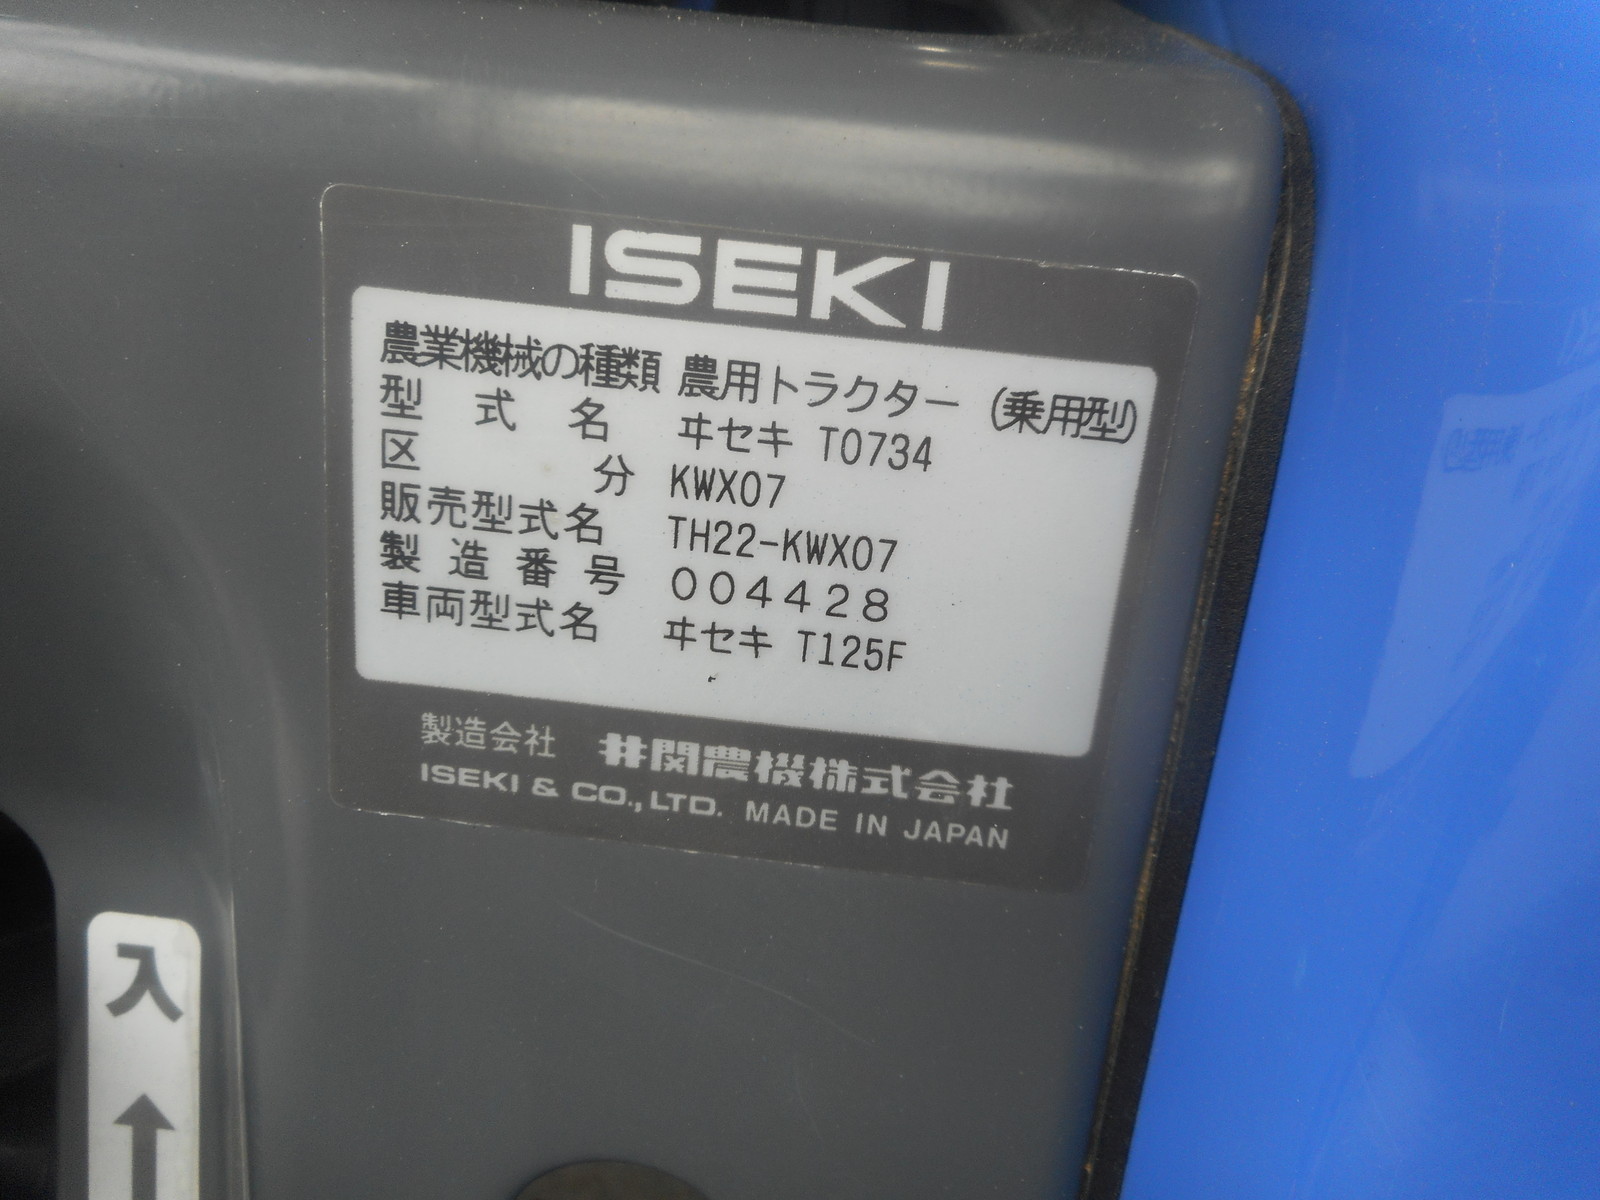 ISEKI
農業機械の種類 農用トラクター (乗用型)
型式名 ヰセキ T0734
区分 KWX07
販売型式名 TH22-KWX07
製造番号 004428
車両型式名 ヰセキ T125F
製造会社 井関農機株式会社
ISEKI & CO., LTD. MADE IN JAPAN
入